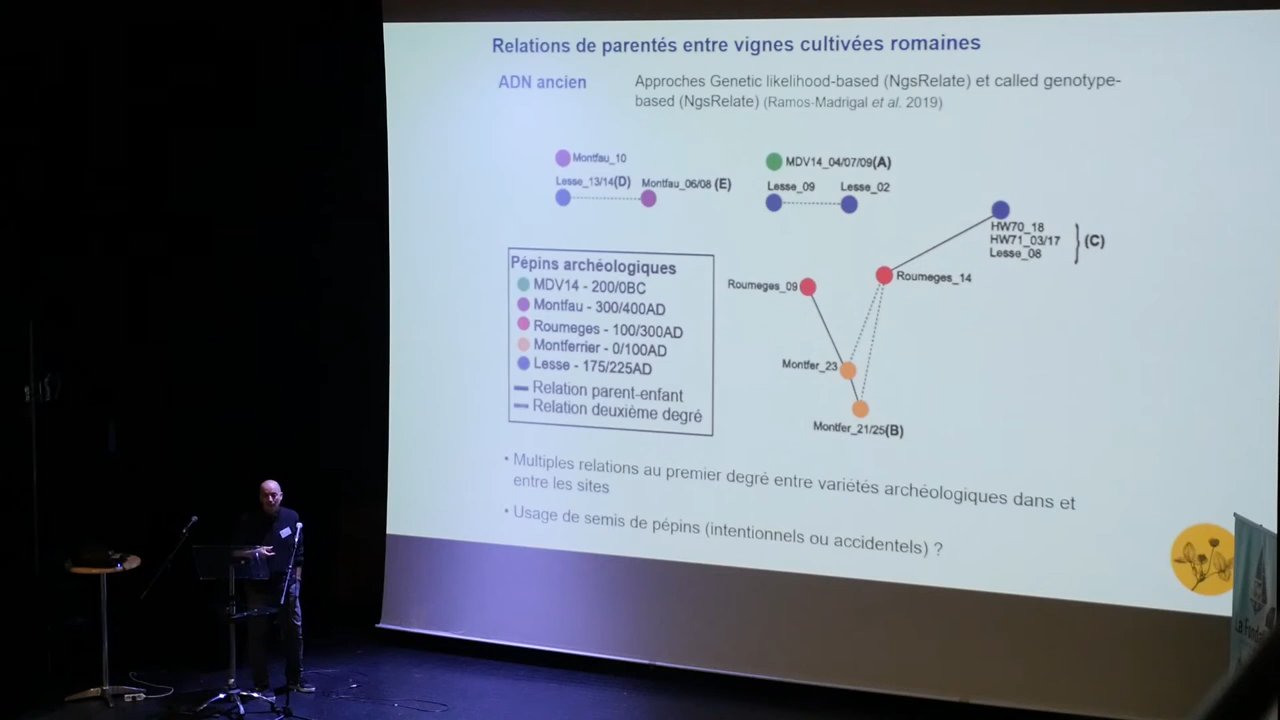 Relations de parentés entre vignes cultivées romaines
ADN ancien
Approches Genetic likelihood-based (NgsRelate) et called genotype-
based (NgsRelate) (Ramos-Madrigal et al. 2019)
Montfau_10
Lesse_13/14(D)
Montfau_06/08 (E)
MDV14_04/07/09(A)
Lesse_09
Lesse_02
HW70_18
HW71_03/17
Lesse_08
(C)
Roumeges_14
Roumeges_09
Montfer_23
Montfer_21/25(B)
Pépins archéologiques
MDV14 - 200/0BC
Montfau - 300/400AD
Roumeges - 100/300AD
Montferrier - 0/100AD
Lesse - 175/225AD
Relation parent-enfant
Relation deuxième degré
• Multiples relations au premier degré entre variétés archéologiques dans et
entre les sites
• Usage de semis de pépins (intentionnels ou accidentels) ?